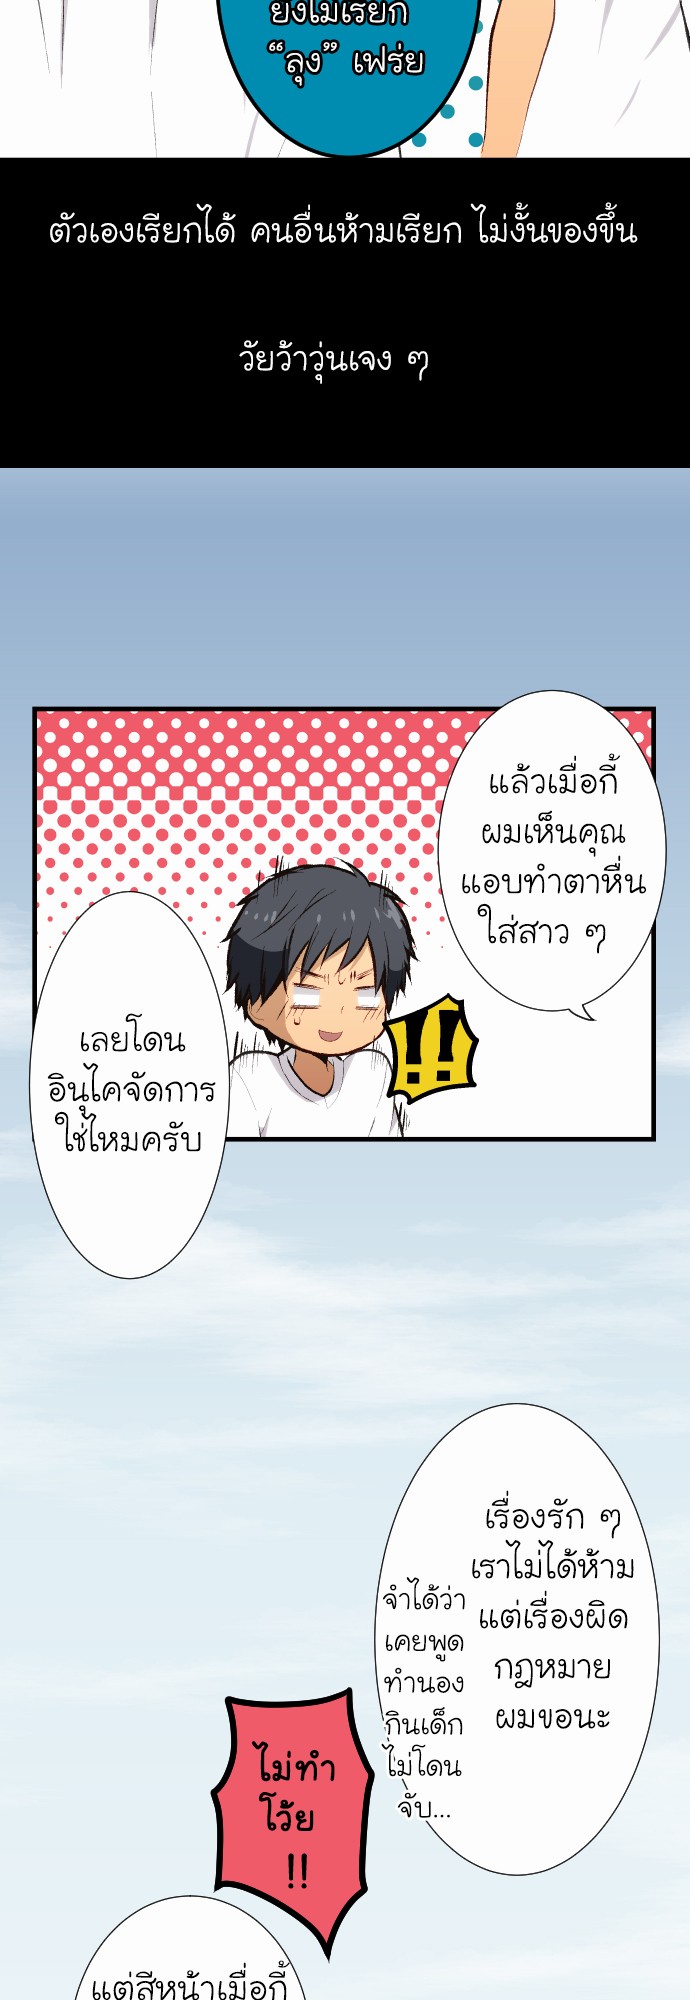 ยังไม่เรียก
“ลุง” เฟร่ย
ตัวเองเรียกได้ คนอื่นห้ามเรียก ไม่งั้นของขึ้น
วัยว้าวุ่นเจง ๆ
แล้วเมื่อกี้
ผมเห็นคุณ
แอบทำตาหื่น
ใส่สาว ๆ
!!
เลยโดน
อินุไคจัดการ
ใช่ไหมครับ
เรื่องรัก ๆ
เราไม่ได้ห้าม
แต่เรื่องผิด
กฎหมาย
ผมขอนะ
จำได้ว่า
เคยพูด
ทำนอง
กินเด็ก
ไม่โดน
จับ...
ไม่ทำ
โว้ย
!!
แต่สีหน้าเมื่อกี้